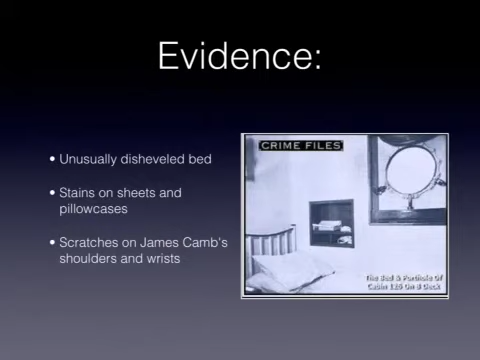 Evidence:
• Unusually disheveled bed
• Stains on sheets and
pillowcases
• Scratches on James Camb's
shoulders and wrists
CRIME FILES
The Bed & Porthole Of
Cabin 126 On B Deck